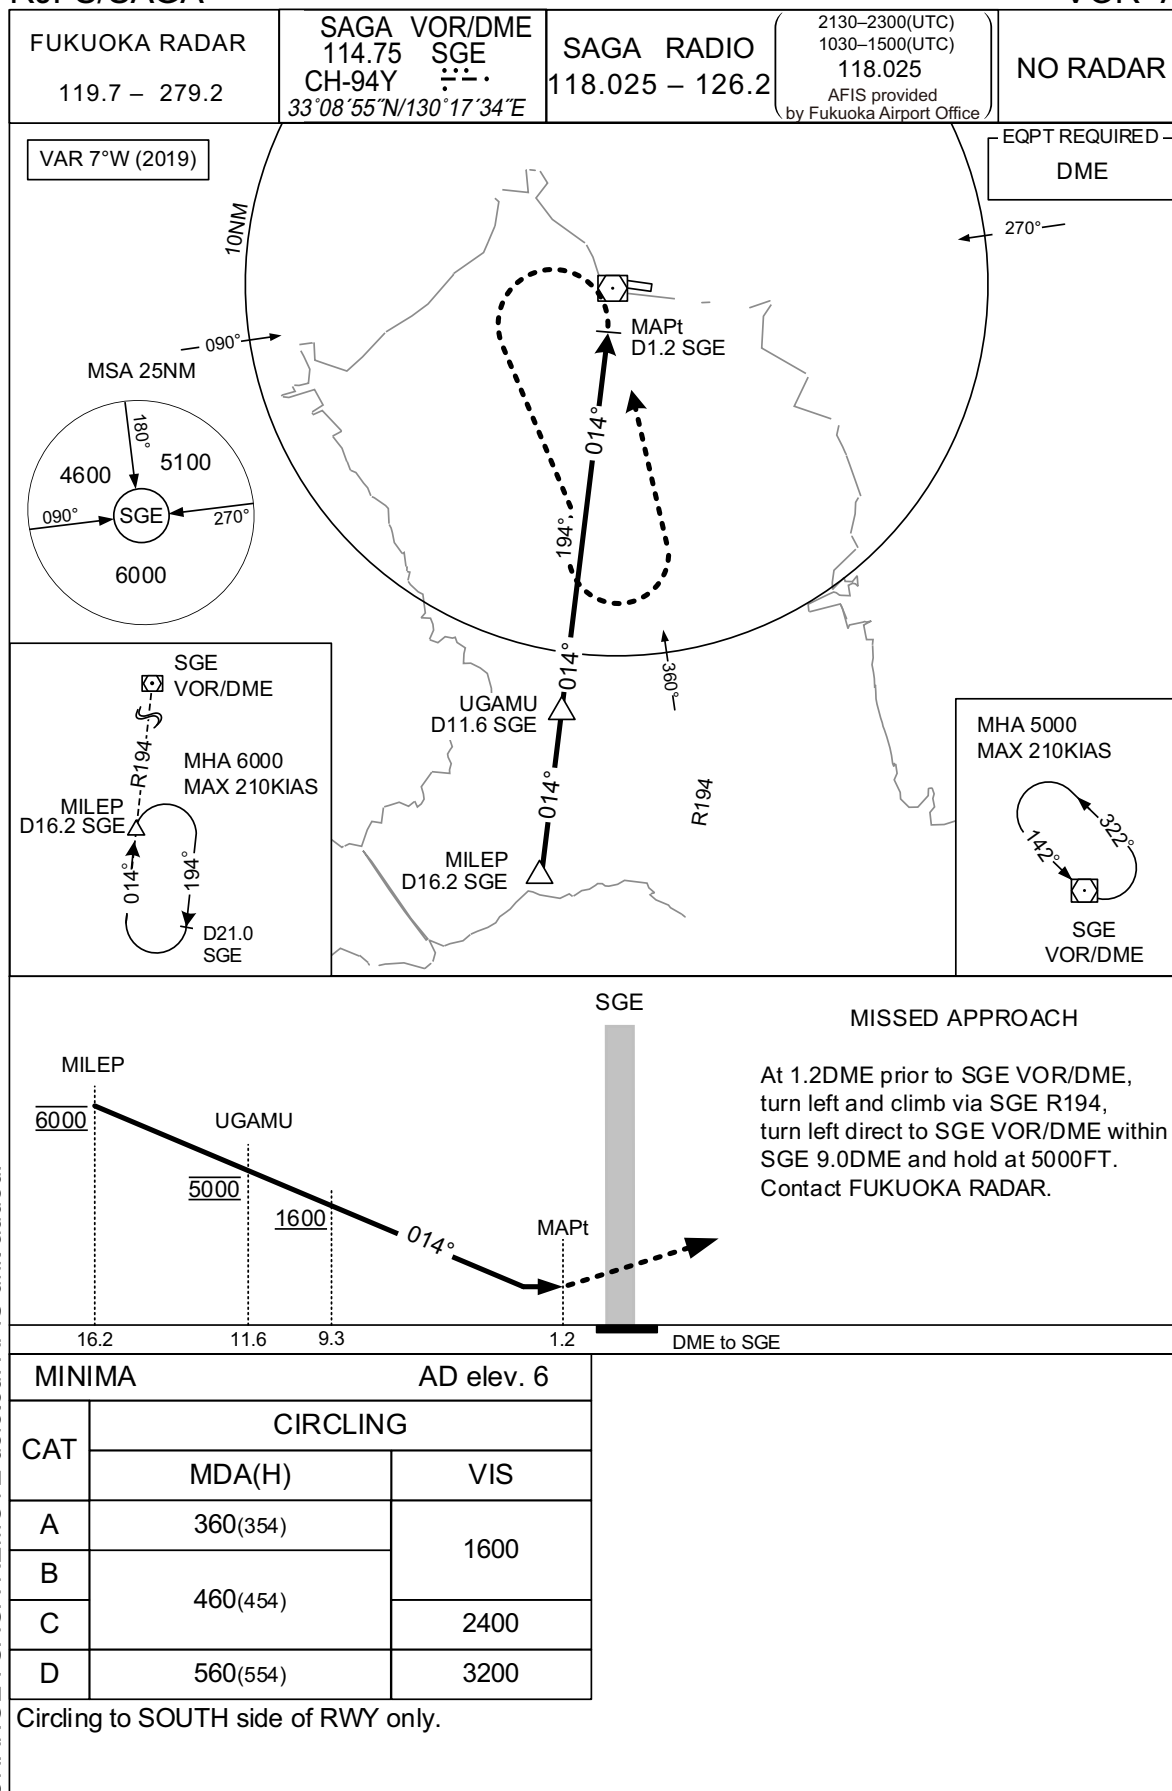 FUKUOKA RADAR
119.7 – 279.2
SAGA VOR/DME
114.75 SGE
CH-94Y
33°08´55˝N/130°17´34˝E
SAGA RADIO
118.025 – 126.2
2130–2300(UTC)
1030–1500(UTC)
118.025
AFIS provided
by Fukuoka Airport Office
NO RADAR
VAR 7°W (2019)
EQPT REQUIRED
DME
10NM
270°
090°
MAPt
D1.2 SGE
MSA 25NM
180°
4600
5100
090°
SGE
270°
6000
014°
194°
014°
360°
UGAMU
D11.6 SGE
014°
R194
MILEP
D16.2 SGE
SGE
VOR/DME
R194
MHA 6000
MAX 210KIAS
MILEP
D16.2 SGE
014°
194°
D21.0
SGE
MHA 5000
MAX 210KIAS
322°
142°
SGE
VOR/DME
SGE
MILEP
6000
UGAMU
5000
1600
014°
MAPt
16.2
11.6
9.3
1.2
DME to SGE
MISSED APPROACH
At 1.2DME prior to SGE VOR/DME,
turn left and climb via SGE R194,
turn left direct to SGE VOR/DME within
SGE 9.0DME and hold at 5000FT.
Contact FUKUOKA RADAR.
MINIMA AD elev. 6
CAT
CIRCLING
MDA(H) VIS
A 360(354) 1600
B 460(454)
C 2400
D 560(554) 3200
Circling to SOUTH side of RWY only.